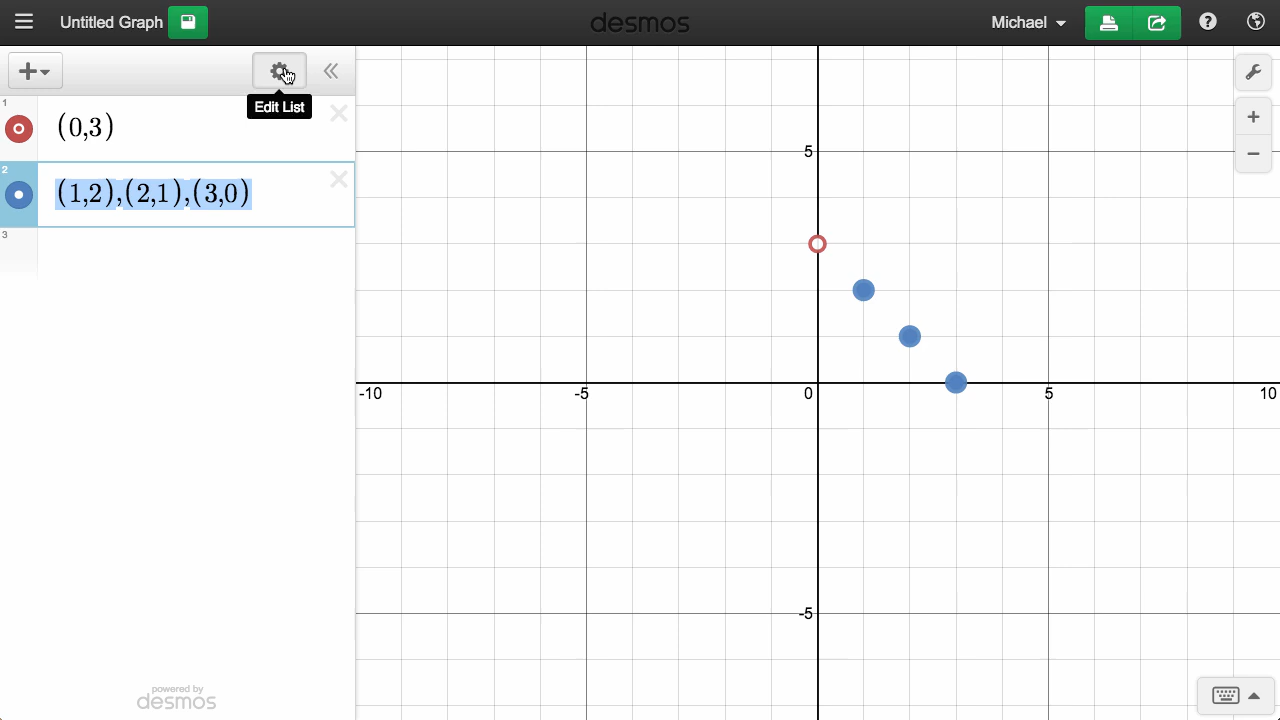 Untitled Graph
desmos
Michael
Edit List
1
(0,3)
2
(1,2),(2,1),(3,0)
3
powered by
desmos
5
-10
-5
0
5
10
-5